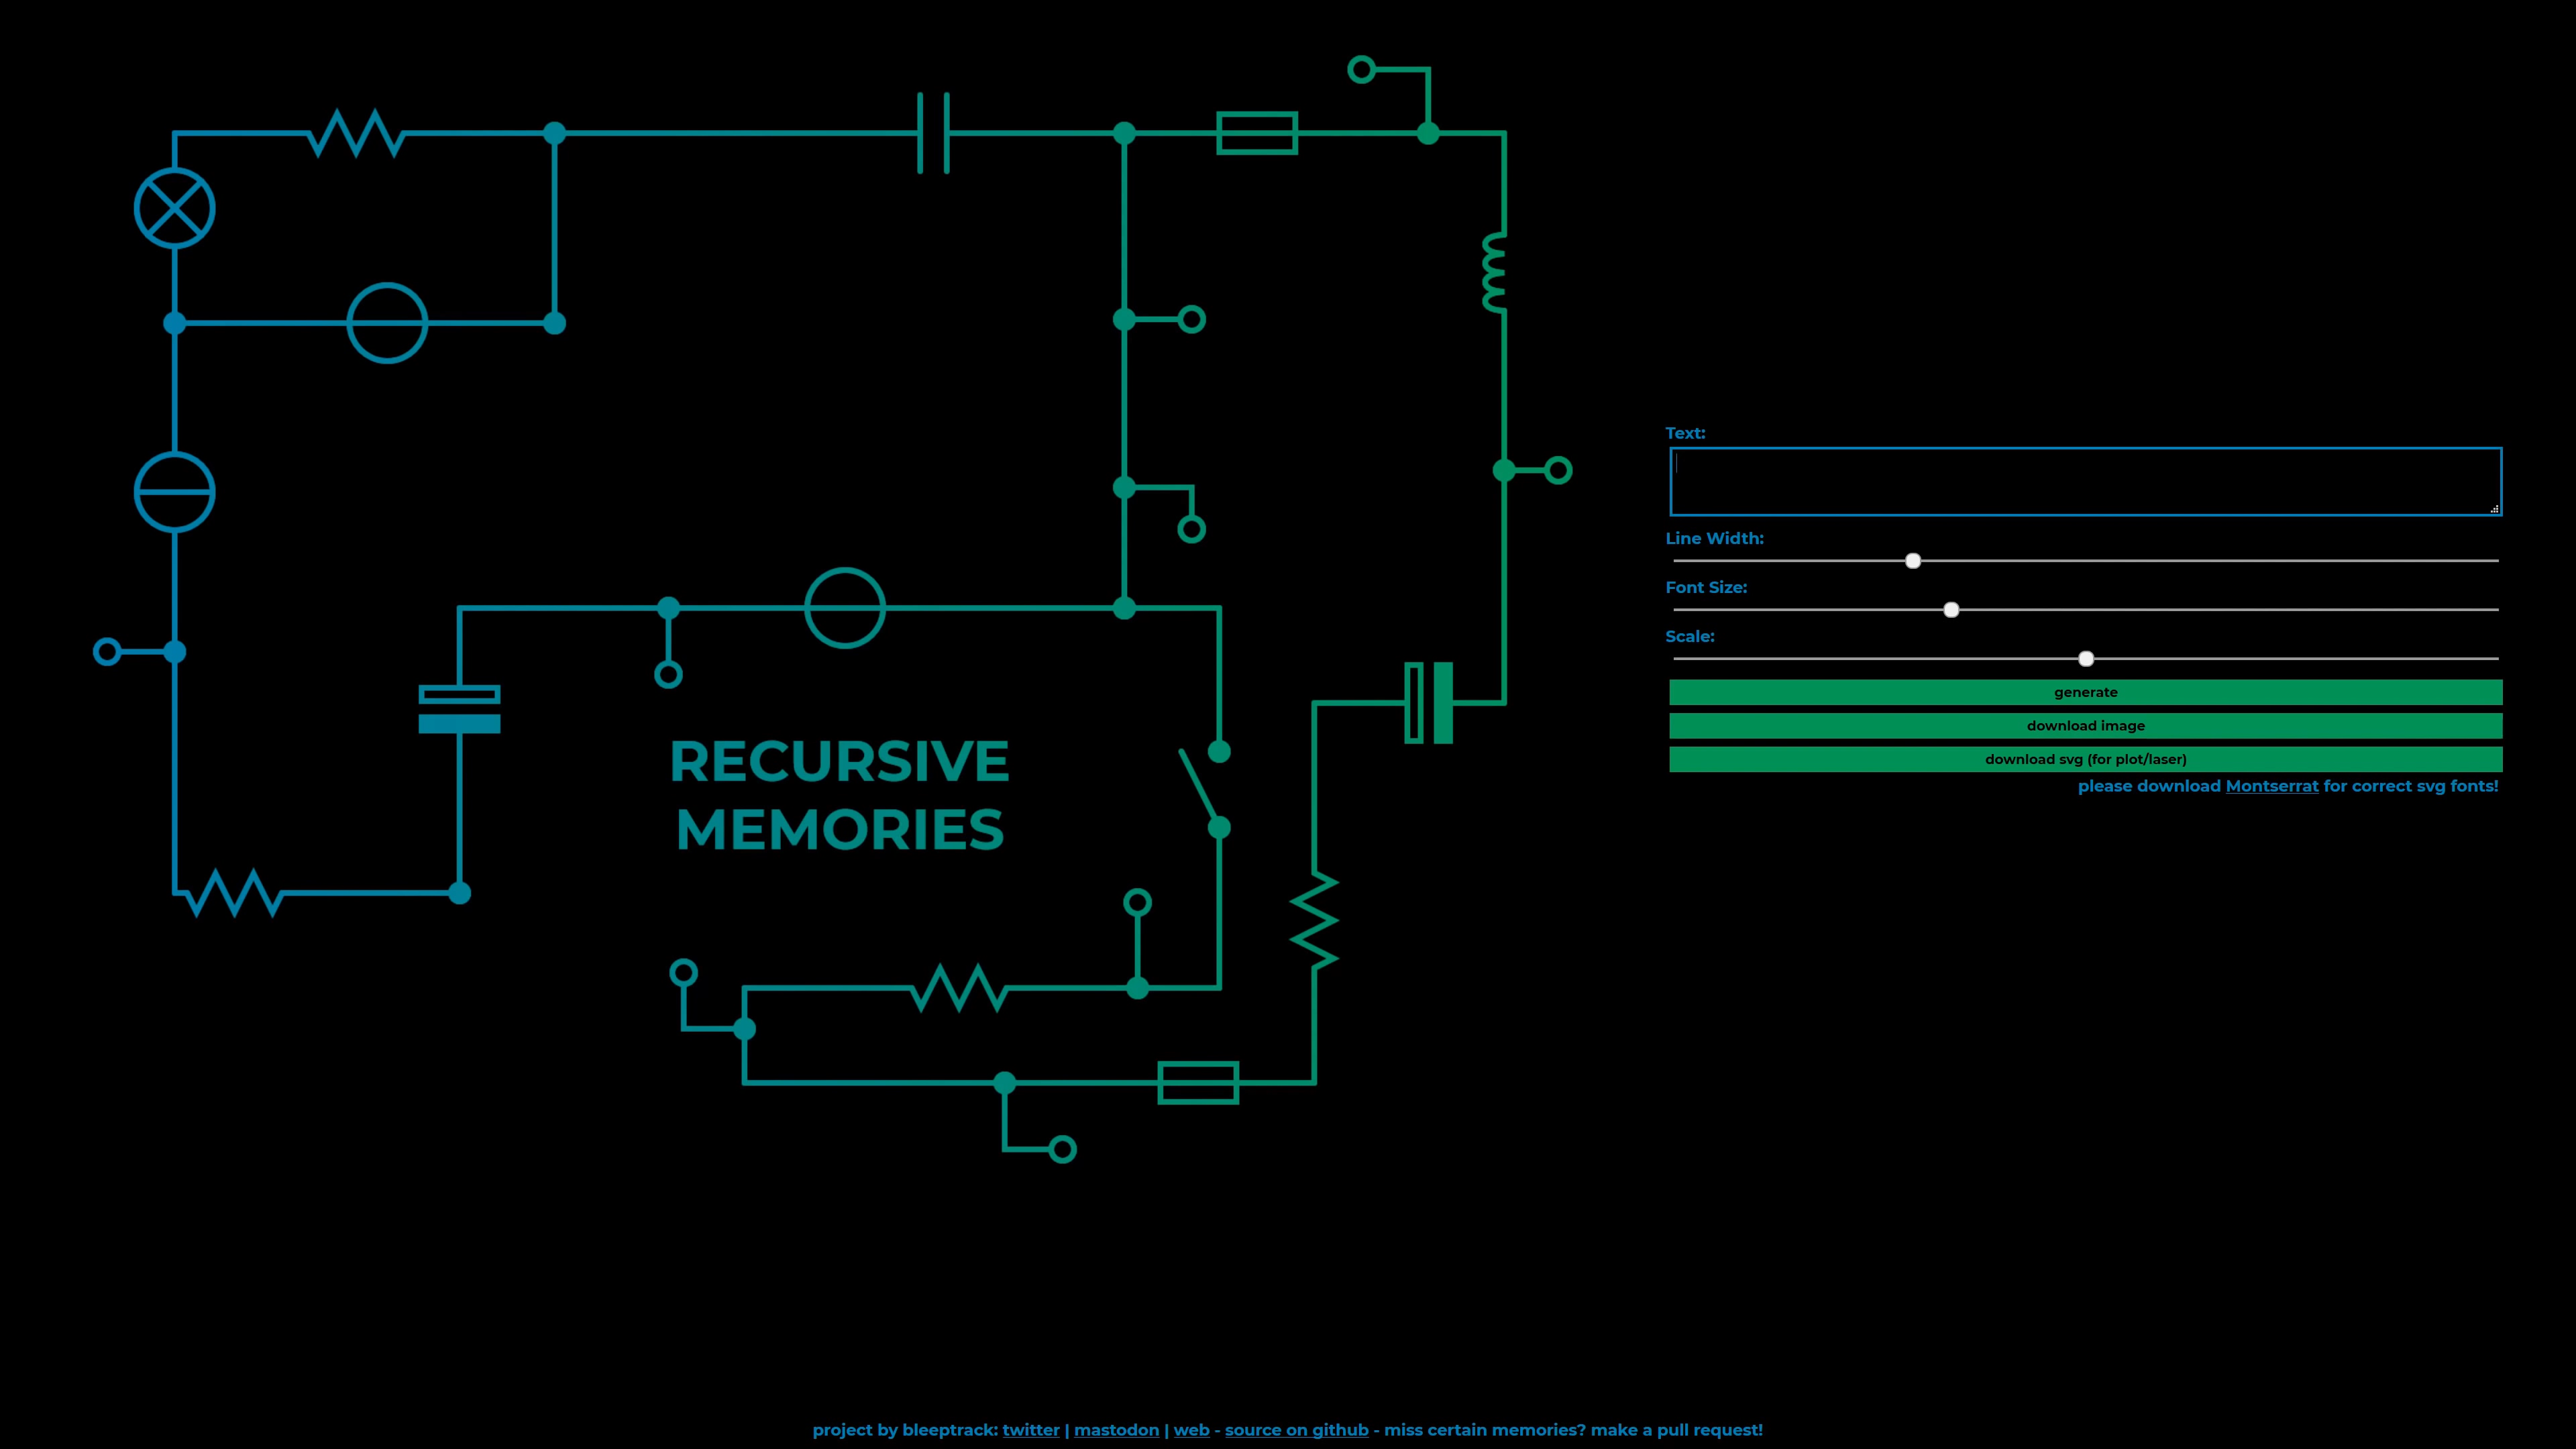 RECURSIVE
MEMORIES
Text:
Line Width:
Font Size:
Scale:
generate
download image
download svg (for plot/laser)
please download Montserrat for correct svg fonts!
project by bleeptrack: twitter | mastodon | web - source on github - miss certain memories? make a pull request!